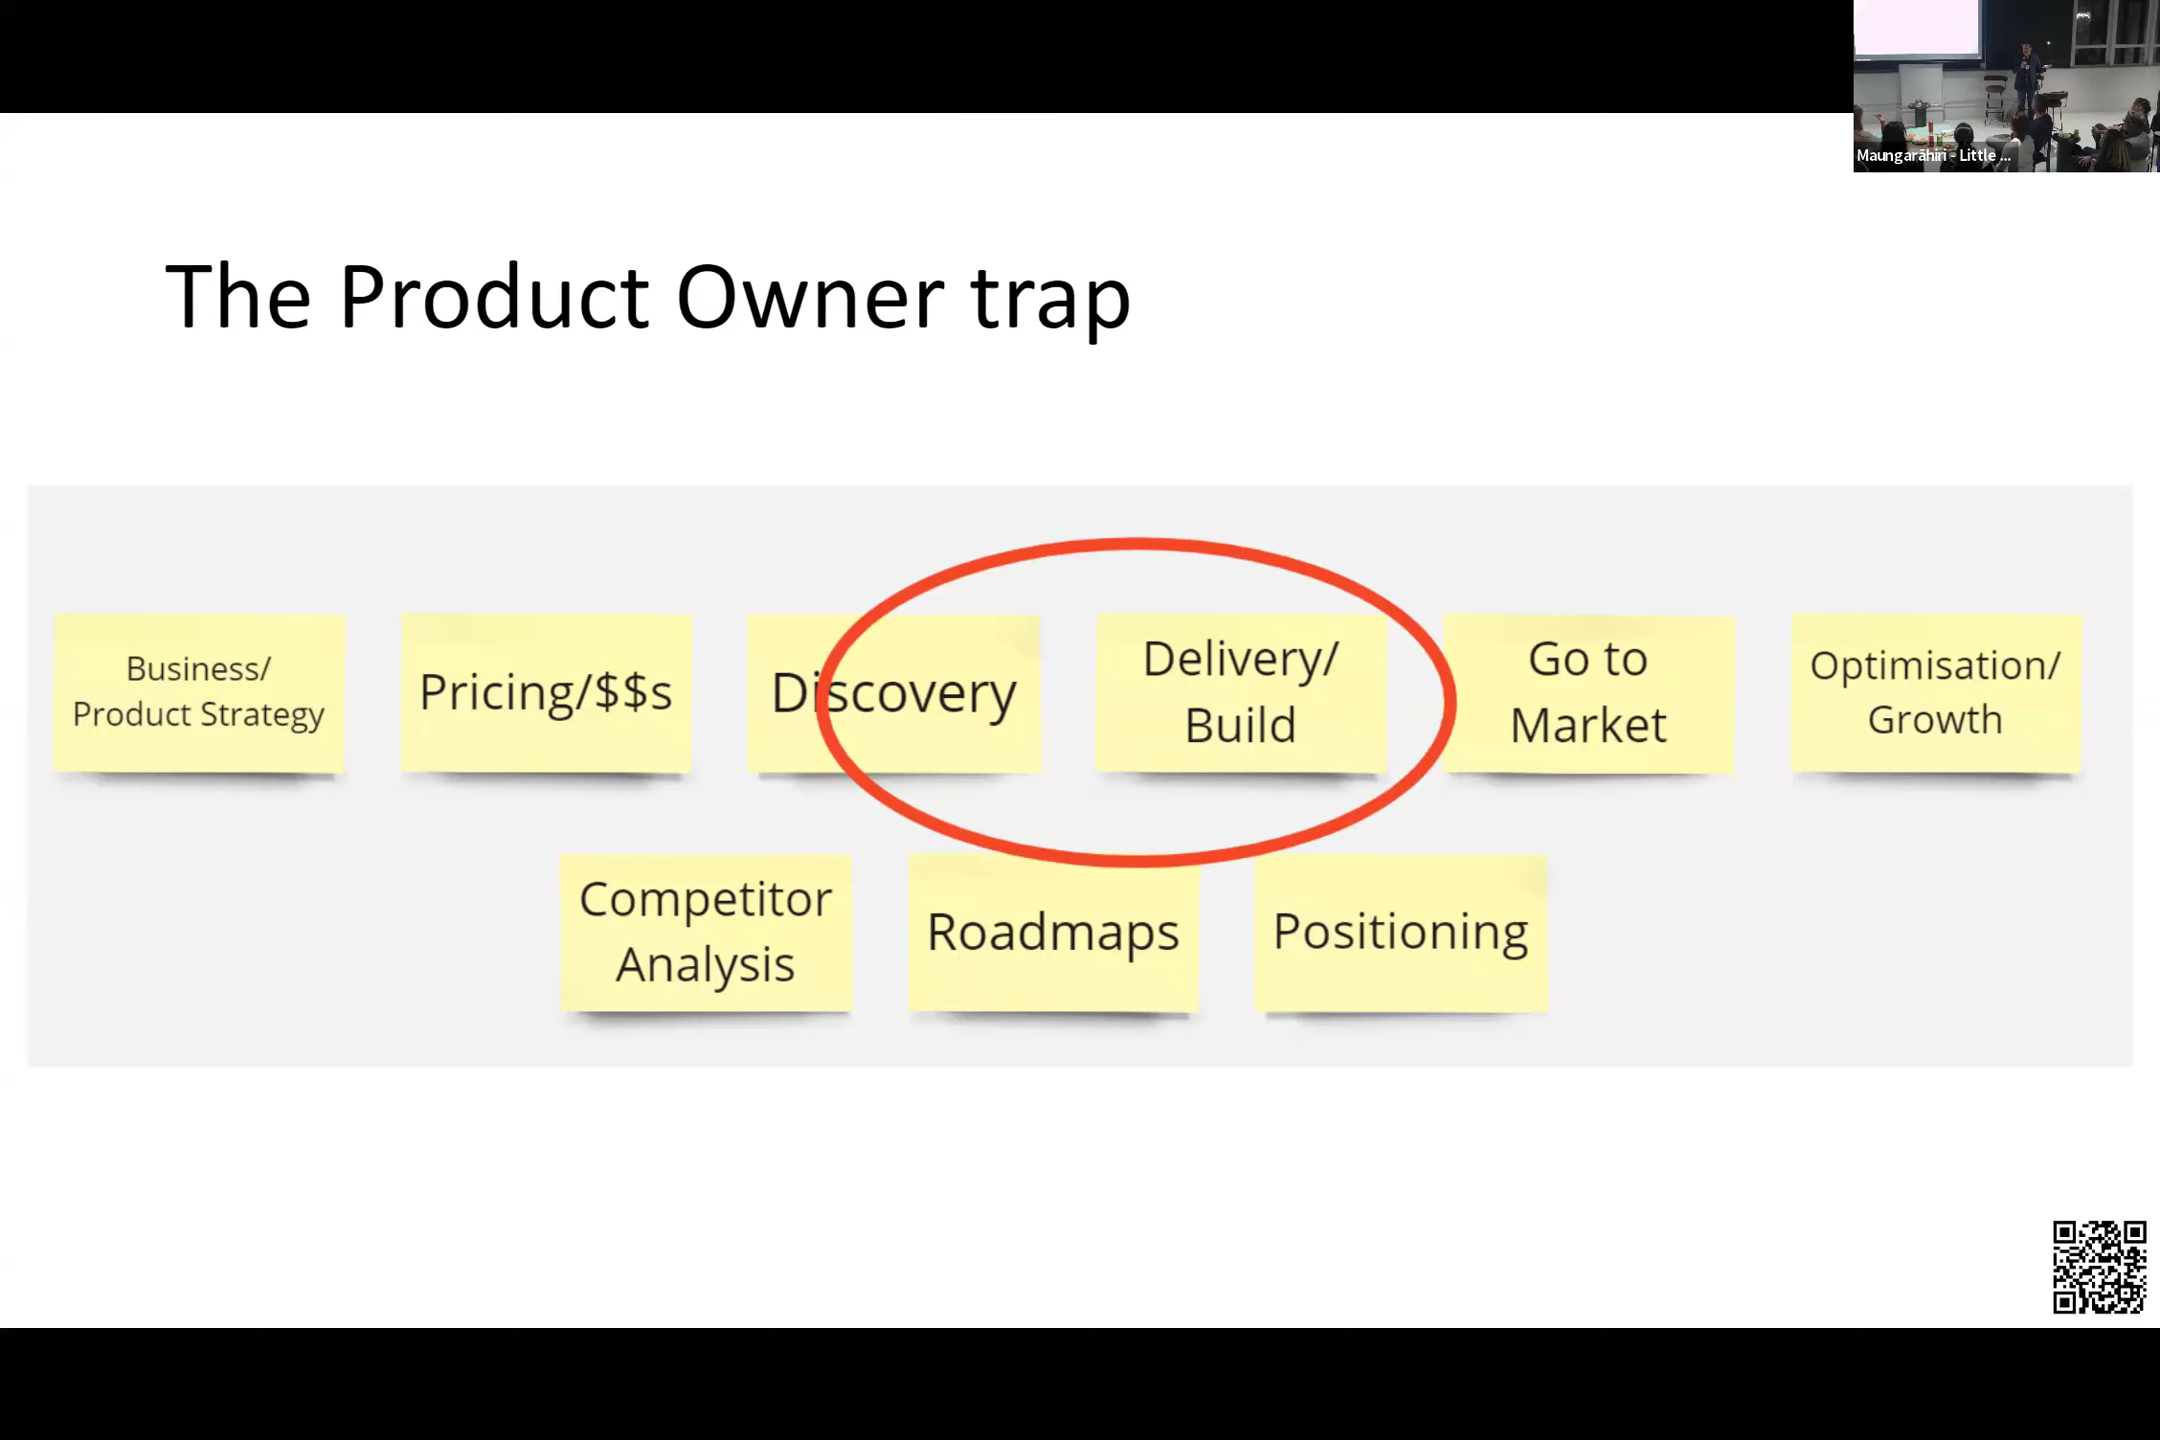 Maungarāhiri - Little ...
The Product Owner trap
Business/
Product Strategy
Pricing/$$s
Discovery
Delivery/
Build
Go to
Market
Optimisation/
Growth
Competitor
Analysis
Roadmaps
Positioning